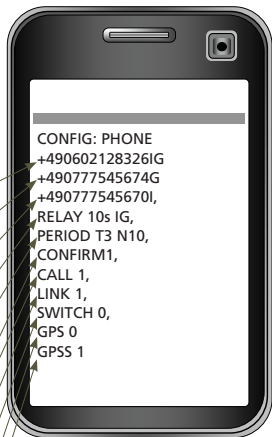 CONFIG: PHONE
+490602128326IG
+490777545674G
+490777545670I,
RELAY 10s IG,
PERIOD T3 N10,
CONFIRM1,
CALL 1,
LINK 1,
SWITCH 0,
GPS 0
GPSS 1